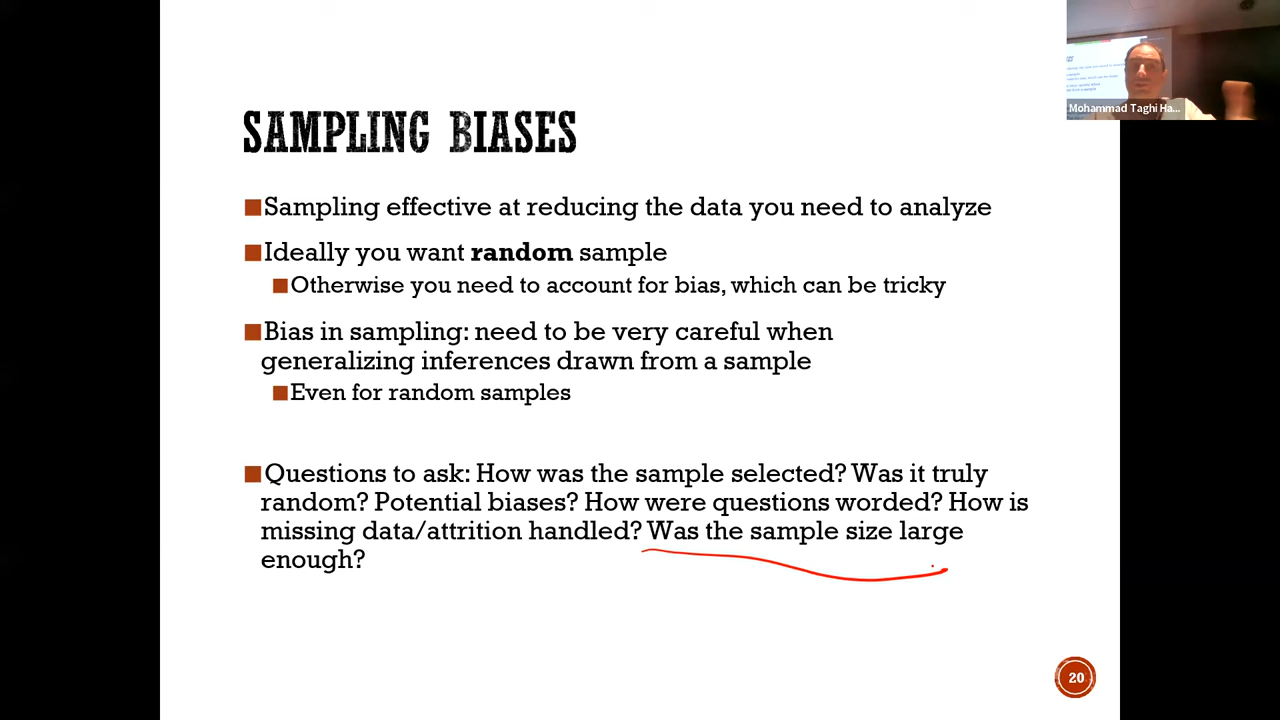 SAMPLING BIASES
Sampling effective at reducing the data you need to analyze
Ideally you want random sample
Otherwise you need to account for bias, which can be tricky
Bias in sampling: need to be very careful when
generalizing inferences drawn from a sample
Even for random samples
Questions to ask: How was the sample selected? Was it truly
random? Potential biases? How were questions worded? How is
missing data/attrition handled? Was the sample size large
enough?
20
Mohammad Taghi Ha...